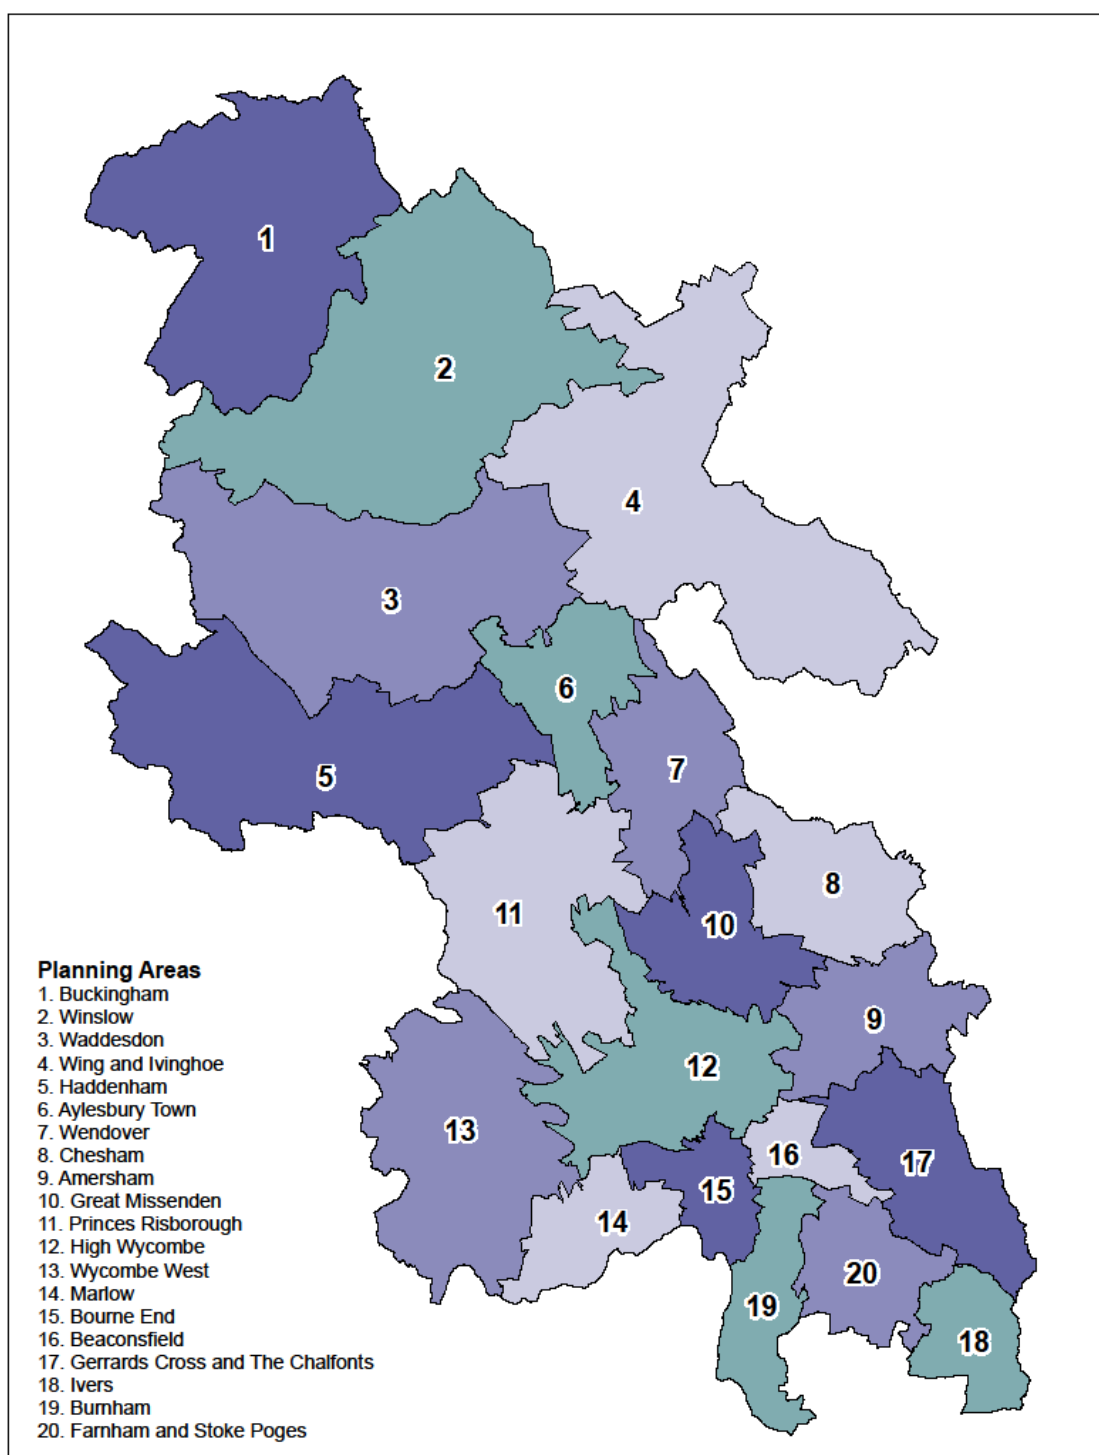 1
2
4
3
6
5
7
8
11
10
Planning Areas
1. Buckingham
2. Winslow
3. Waddesdon
4. Wing and Ivinghoe
5. Haddenham
6. Aylesbury Town
7. Wendover
8. Chesham
9. Amersham
10. Great Missenden
11. Princes Risborough
12. High Wycombe
13. Wycombe West
14. Marlow
15. Bourne End
16. Beaconsfield
17. Gerrards Cross and The Chalfonts
18. Ivers
19. Burnham
20. Farnham and Stoke Poges
9
12
13
16
17
15
14
20
19
18